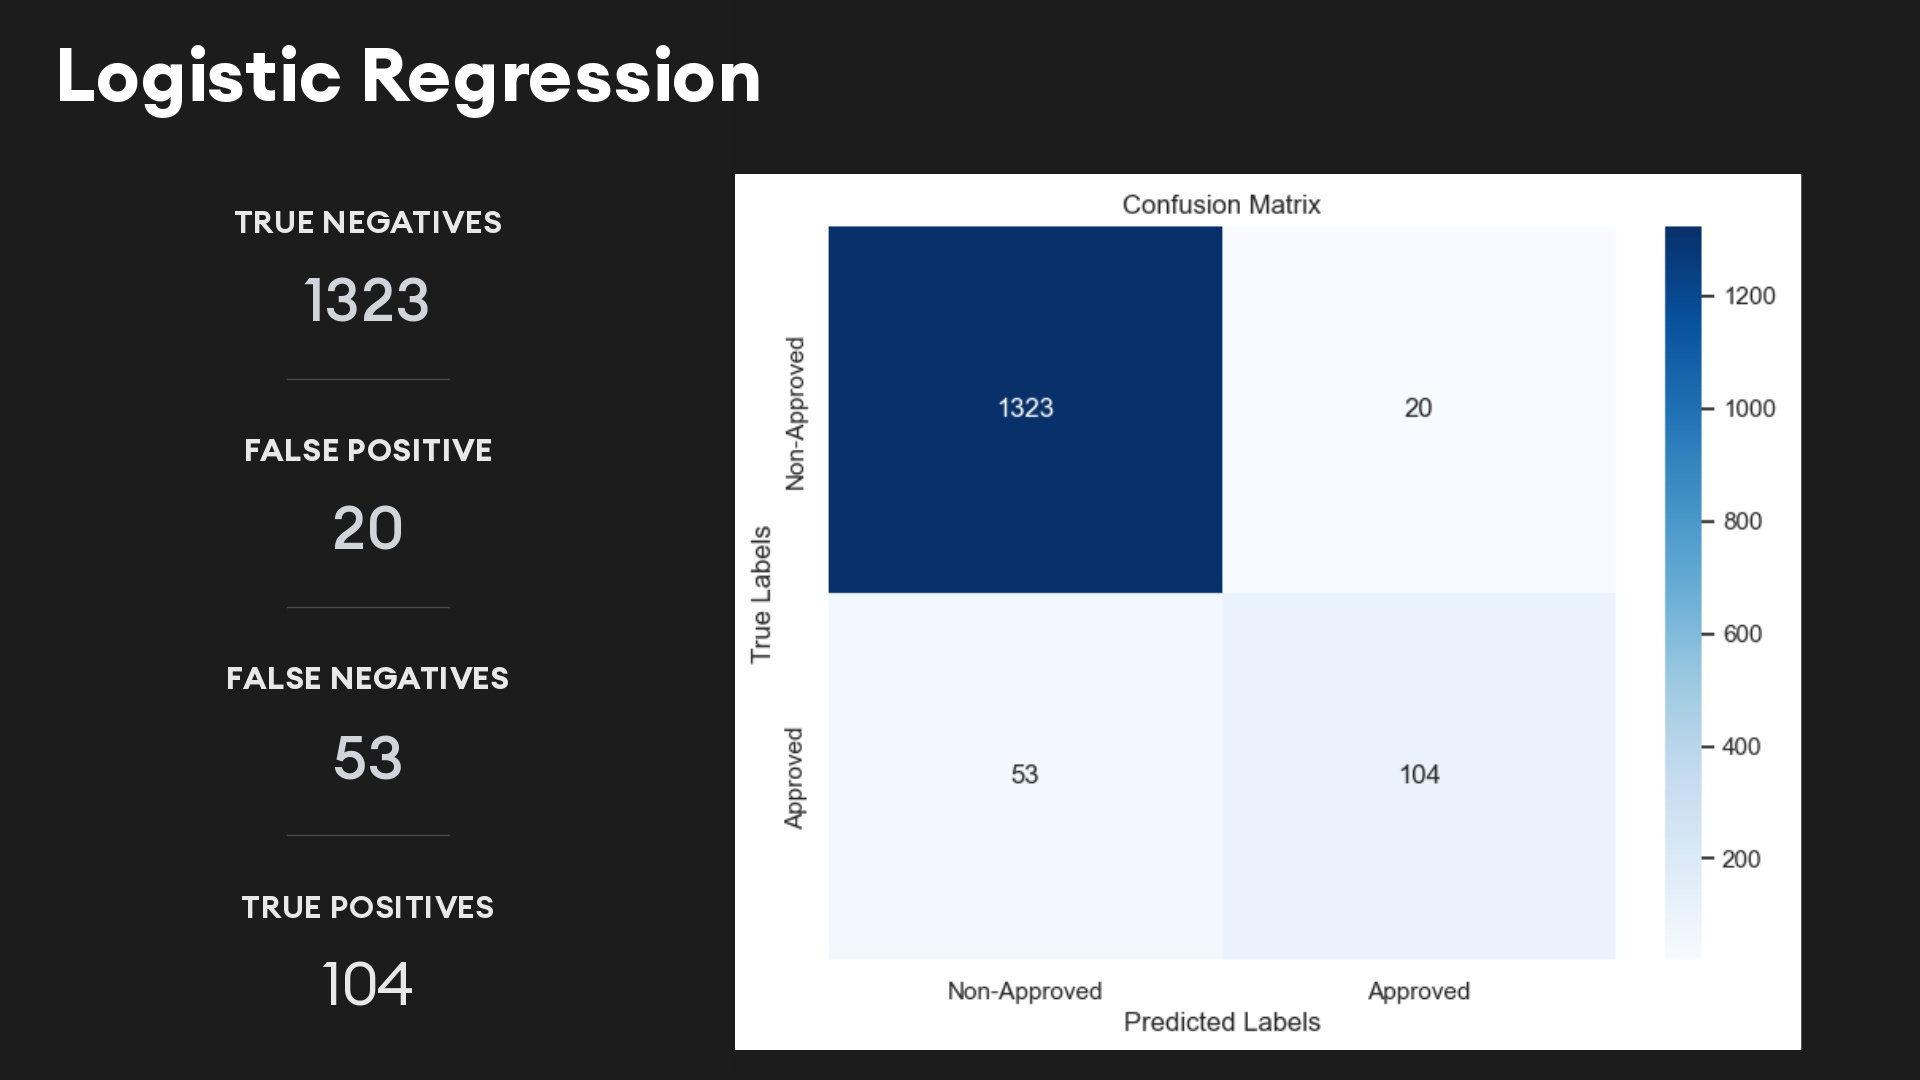 Logistic Regression
TRUE NEGATIVES
1323
FALSE POSITIVE
20
FALSE NEGATIVES
53
TRUE POSITIVES
104
Confusion Matrix
True Labels
Non-Approved
Approved
1323
20
53
104
Non-Approved
Approved
Predicted Labels
1200
1000
800
600
400
200